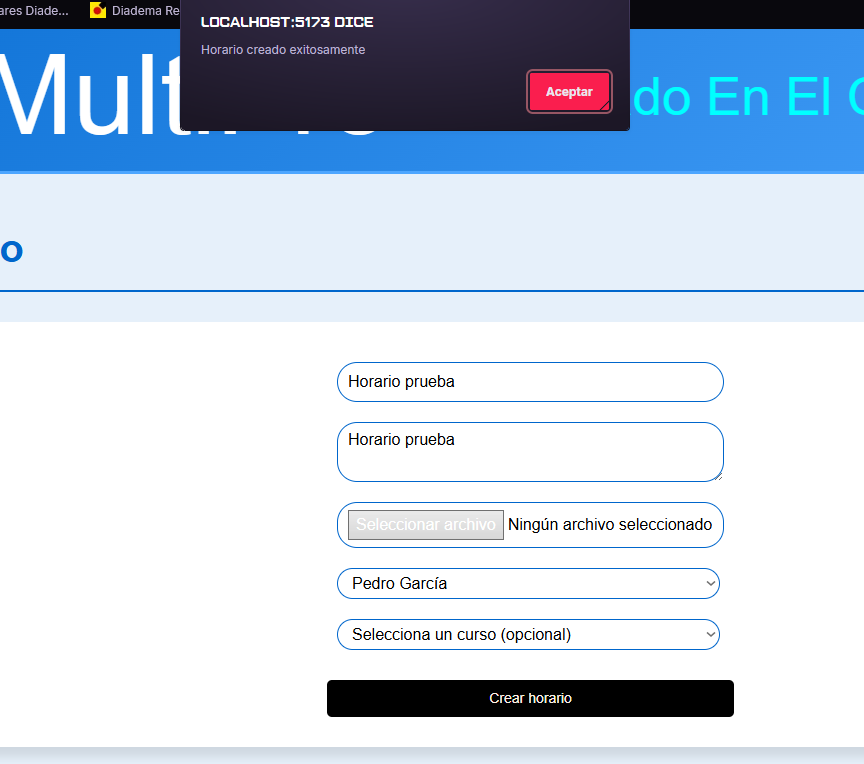 ares Diade...
Diadema Re
LOCALHOST:5173 DICE
Horario creado exitosamente
Aceptar
Mult
do En El
o
Horario prueba
Horario prueba
Seleccionar archivo Ningún archivo seleccionado
Pedro García
Selecciona un curso (opcional)
Crear horario